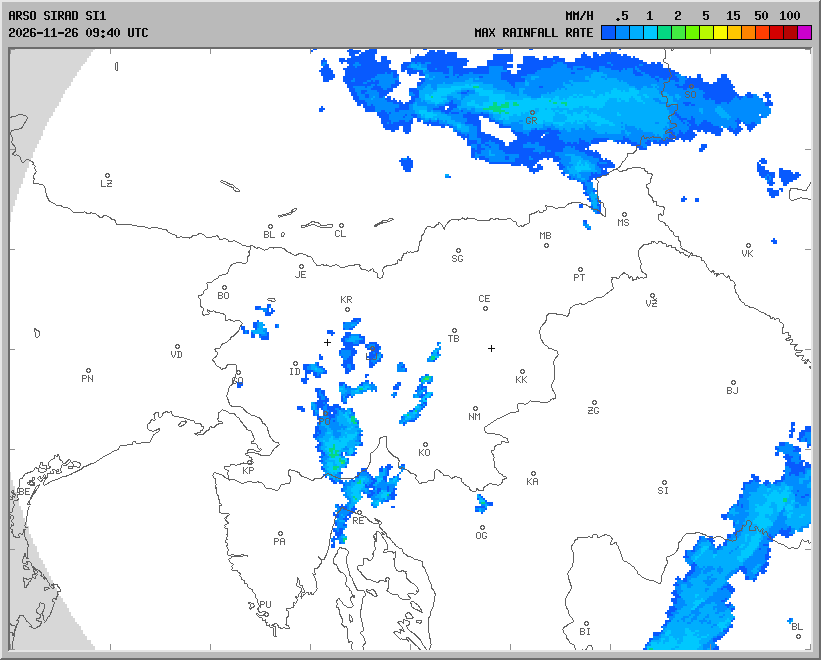 ARSO SIRAD SI1
MM/H .5 1 2 5 15 50 100
2026-11-26 09:40 UTC
MAX RAINFALL RATE
GR
LZ
BL
CL
MS
MB
VK
SG
JE
PT
BO
KR
CE
VZ
TB
VD
ID
PN
GO
KK
BJ
NM
ZG
KO
KP
KA
SI
BE
RE
OG
PA
PU
BI
BL